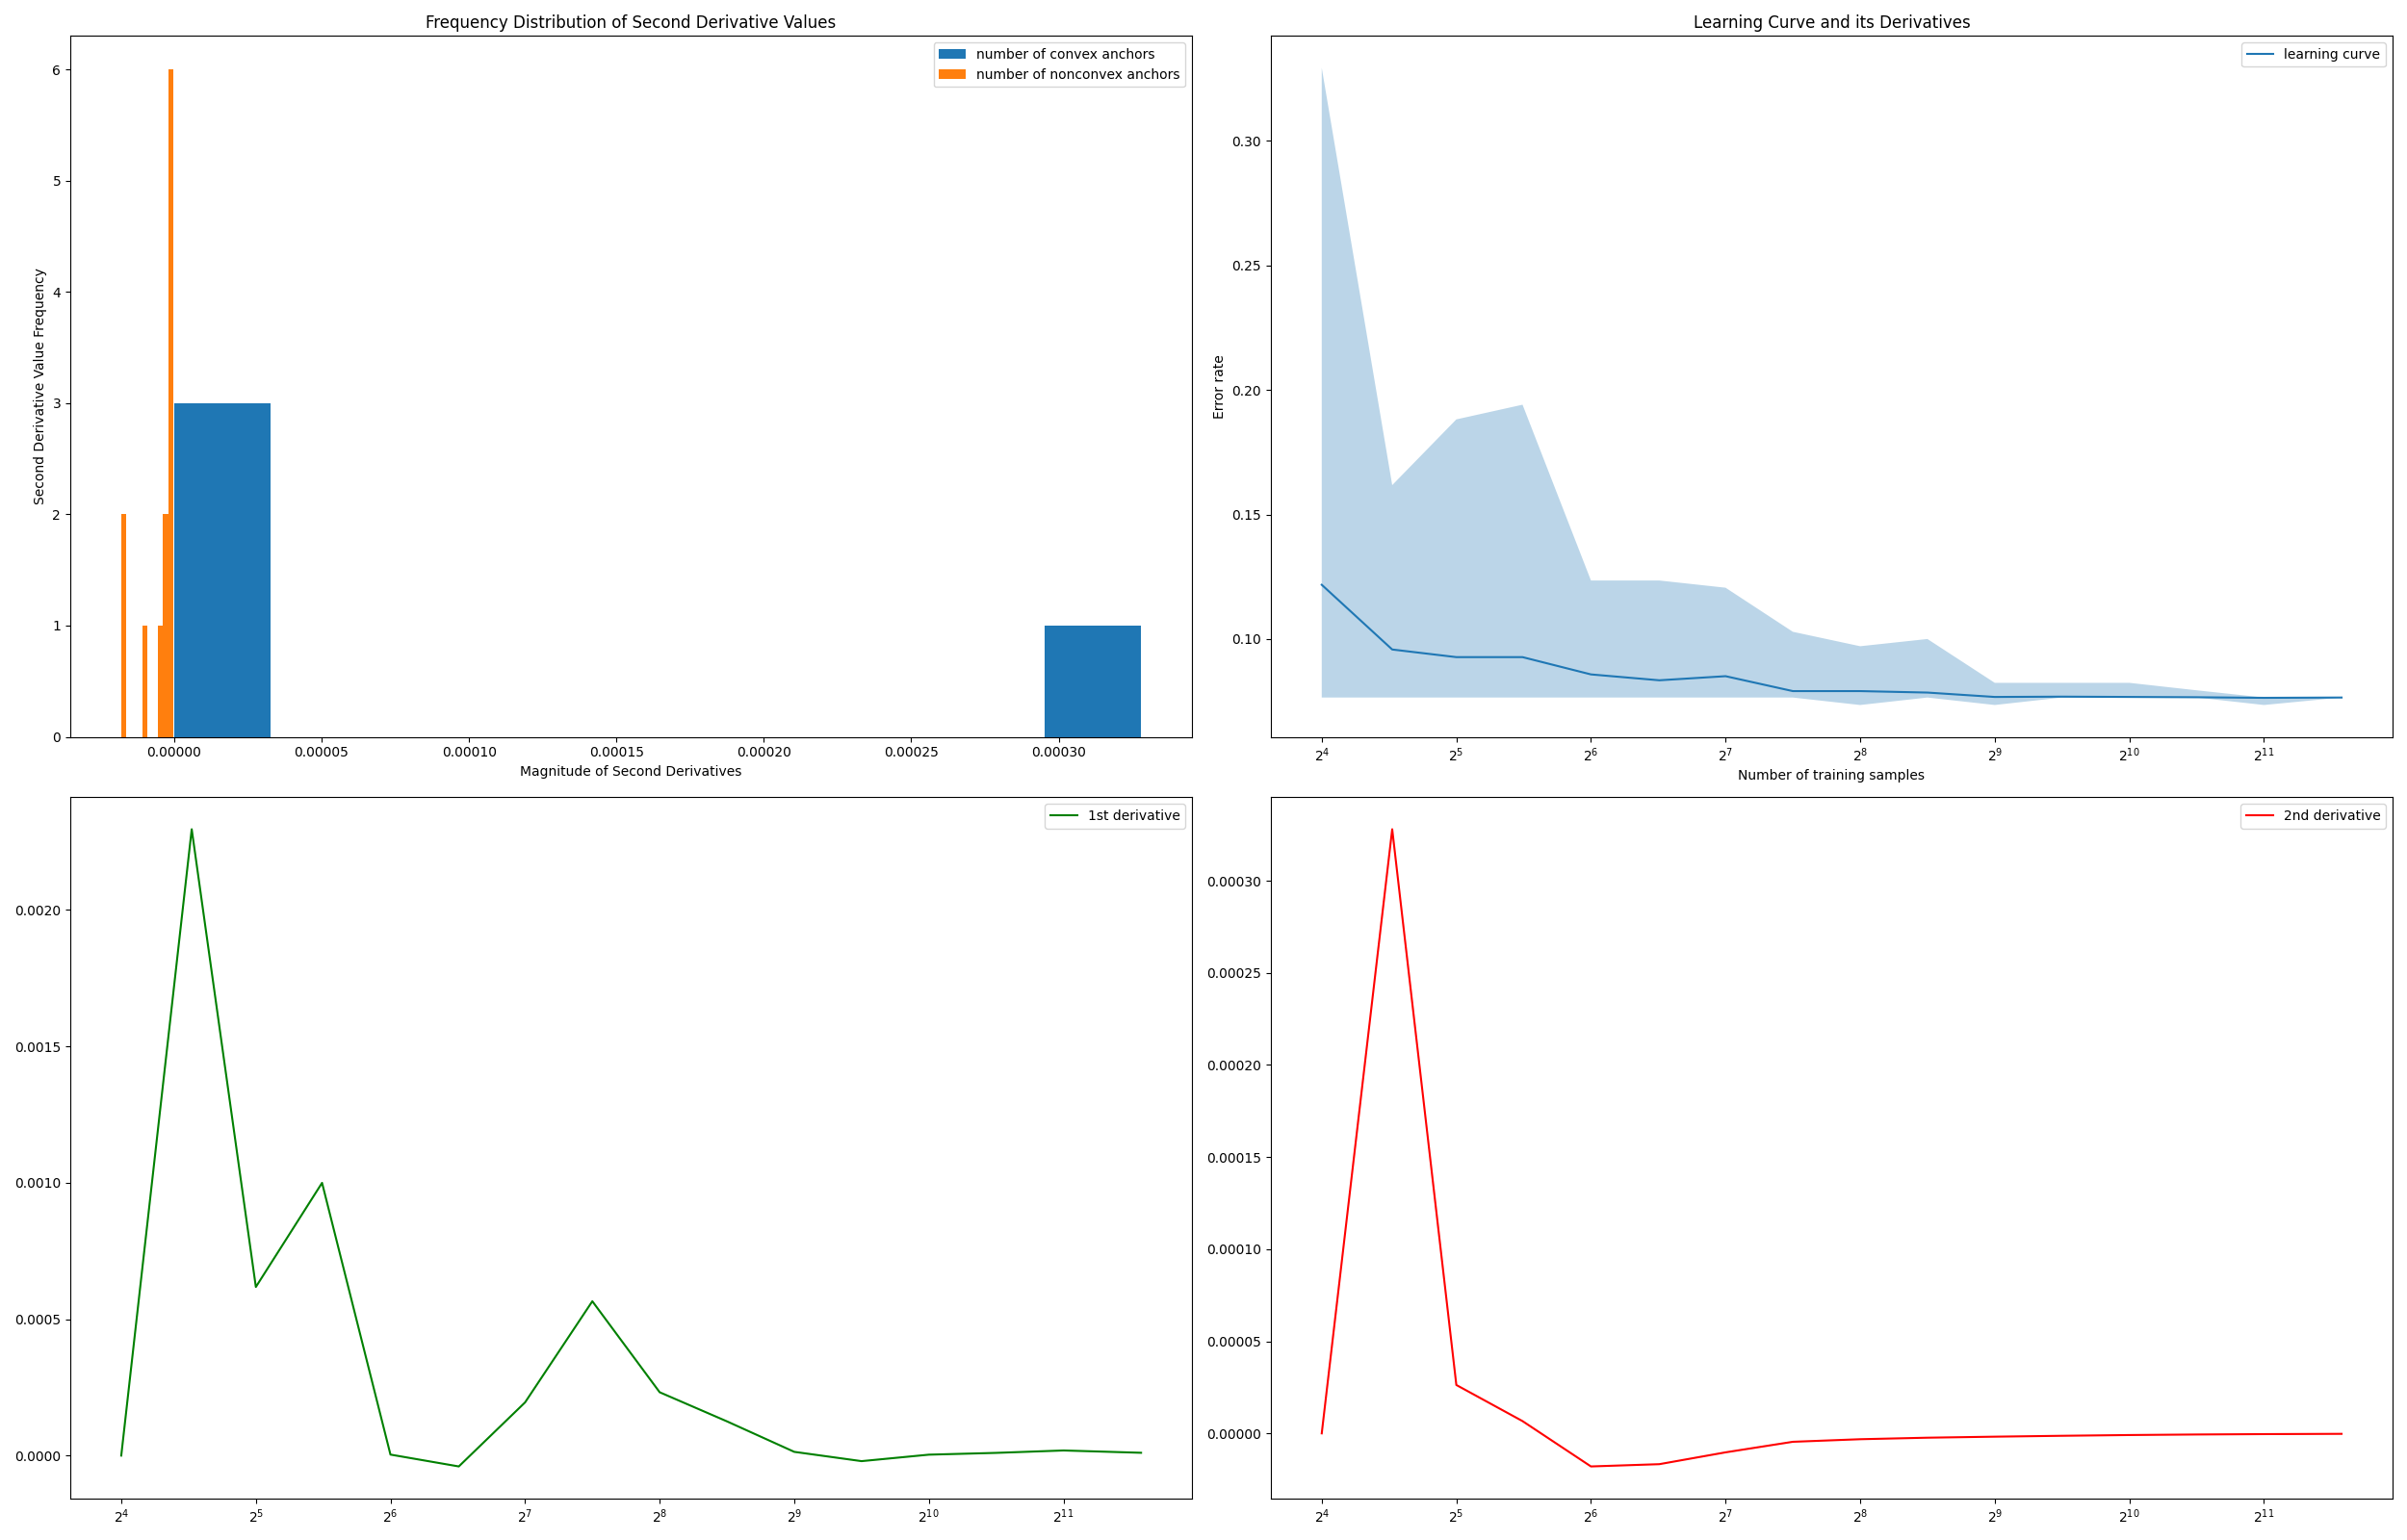 Frequency Distribution of Second Derivative Values
number of convex anchors
number of nonconvex anchors
6
5
4
3
2
1
0
Second Derivative Value Frequency
0.00000 0.00005 0.00010 0.00015 0.00020 0.00025 0.00030
Magnitude of Second Derivatives
Learning Curve and its Derivatives
learning curve
0.30
0.25
0.20
0.15
0.10
Error rate
2⁴ 2⁵ 2⁶ 2⁷ 2⁸ 2⁹ 2¹⁰ 2¹¹
Number of training samples
1st derivative
0.0020
0.0015
0.0010
0.0005
0.0000
2⁴ 2⁵ 2⁶ 2⁷ 2⁸ 2⁹ 2¹⁰ 2¹¹
2nd derivative
0.00030
0.00025
0.00020
0.00015
0.00010
0.00005
0.00000
2⁴ 2⁵ 2⁶ 2⁷ 2⁸ 2⁹ 2¹⁰ 2¹¹